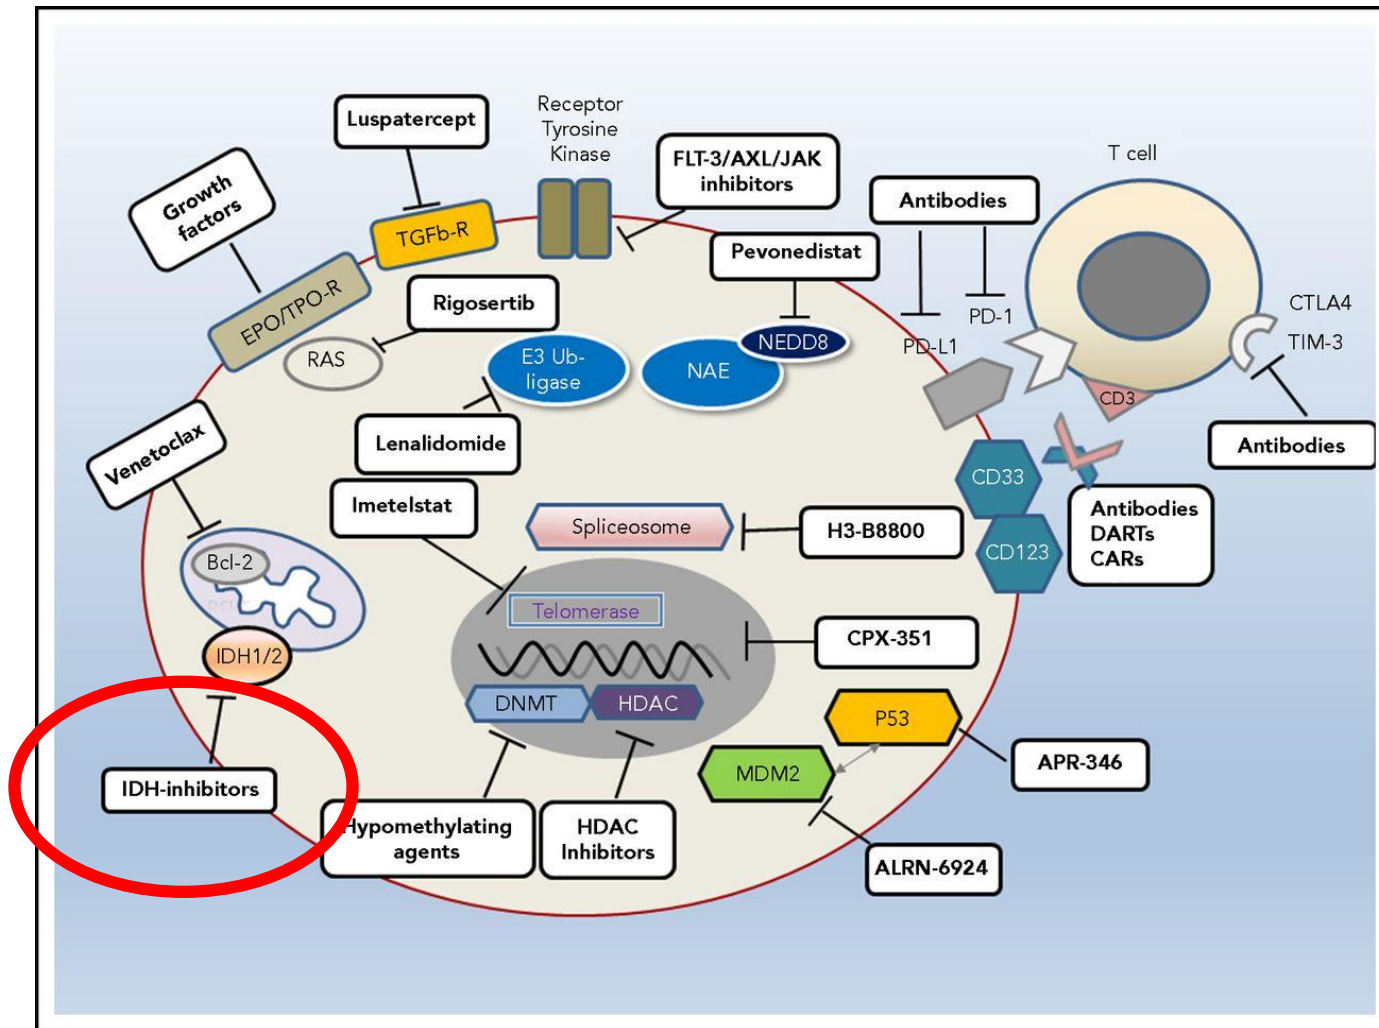 Luspatercept
Receptor
Tyrosine
Kinase
FLT-3/AXL/JAK
inhibitors
T cell
Growth
factors
TGFb-R
Antibodies
Pevonedistat
EPO/TPO-R
Rigosertib
CTLA4
TIM-3
PD-1
PD-L1
RAS
E3 Ub-
ligase
NAE
NEDD8
CD3
Venetoclax
Lenalidomide
Antibodies
Imetelstat
Spliceosome
H3-B8800
CD33
CD123
Antibodies
DARTs
CARs
Bcl-2
Telomerase
CPX-351
IDH1/2
DNMT
HDAC
P53
MDM2
APR-346
IDH-inhibitors
Hypomethylating
agents
HDAC
Inhibitors
ALRN-6924